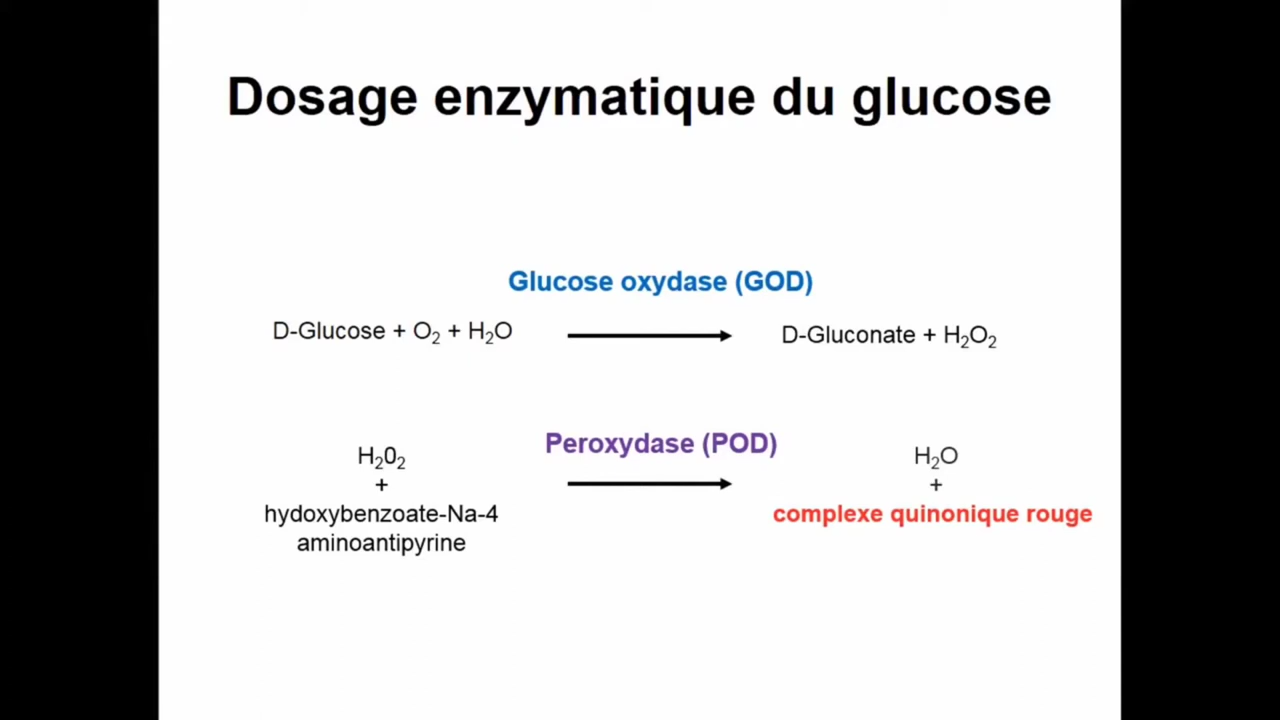 Dosage enzymatique du glucose
Glucose oxydase (GOD)
D-Glucose + O₂ + H₂O
D-Gluconate + H₂O₂
Peroxydase (POD)
H₂0₂
+
hydoxybenzoate-Na-4
aminoantipyrine
H₂O
+
complexe quinonique rouge